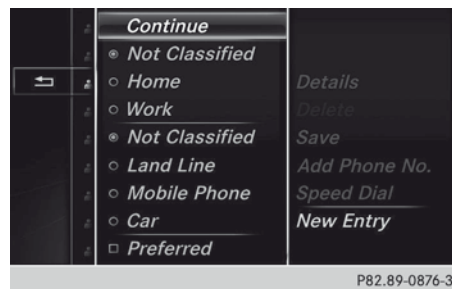 Continue
Not Classified
Home
Work
Not Classified
Land Line
Mobile Phone
Car
Preferred
Details
Delete
Save
Add Phone No.
Speed Dial
New Entry
P82.89-0876-3